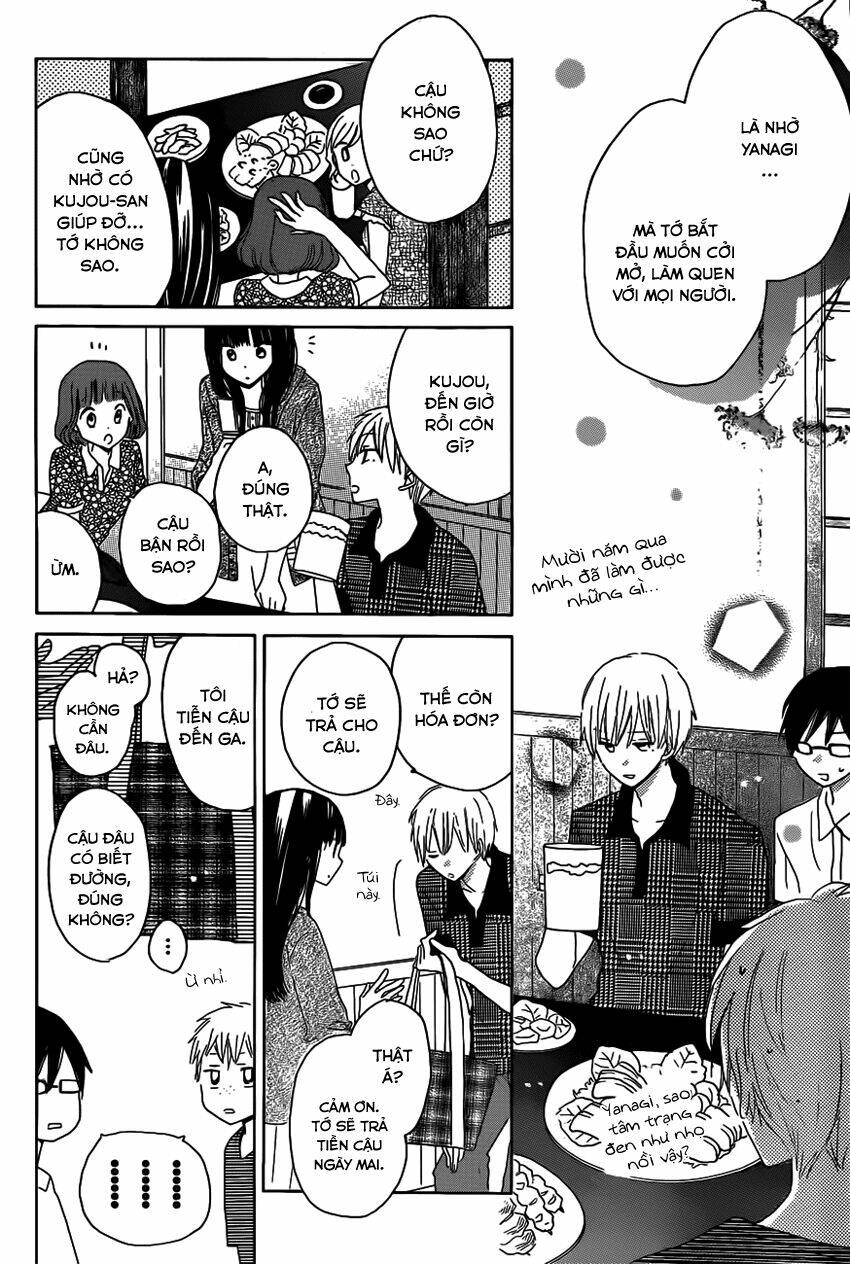 LÀ NHỜ
YANAGI
...
MÀ TỚ BẮT
ĐẦU MUỐN CỞI
MỞ, LÀM QUEN
VỚI MỌI NGƯỜI.
Mười năm qua
mình đã làm được
những gì...
Yanagi, sao
tâm trạng
đen như nho
nồi vậy?
CẬU
KHÔNG
SAO
CHỨ?
CŨNG
NHỜ CÓ
KUJOU-SAN
GIÚP ĐỠ...
TỚ KHÔNG
SAO.
KUJOU,
ĐẾN GIỜ
RỒI CÒN
GÌ?
A,
ĐÚNG
THẬT.
CẬU
BẬN RỒI
SAO?
ỪM.
THẾ CÒN
HÓA ĐƠN?
TỚ SẼ
TRẢ CHO
CẬU.
Đây.
Túi
này.
THẬT
Á?
CẢM ƠN.
TỚ SẼ TRẢ
TIỀN CẬU
NGÀY MAI.
TÔI
TIỄN CẬU
ĐẾN GA.
HẢ?
KHÔNG
CẦN
ĐÂU.
CẬU ĐÂU
CÓ BIẾT
ĐƯỜNG,
ĐÚNG
KHÔNG?
...
Ừ nhỉ.